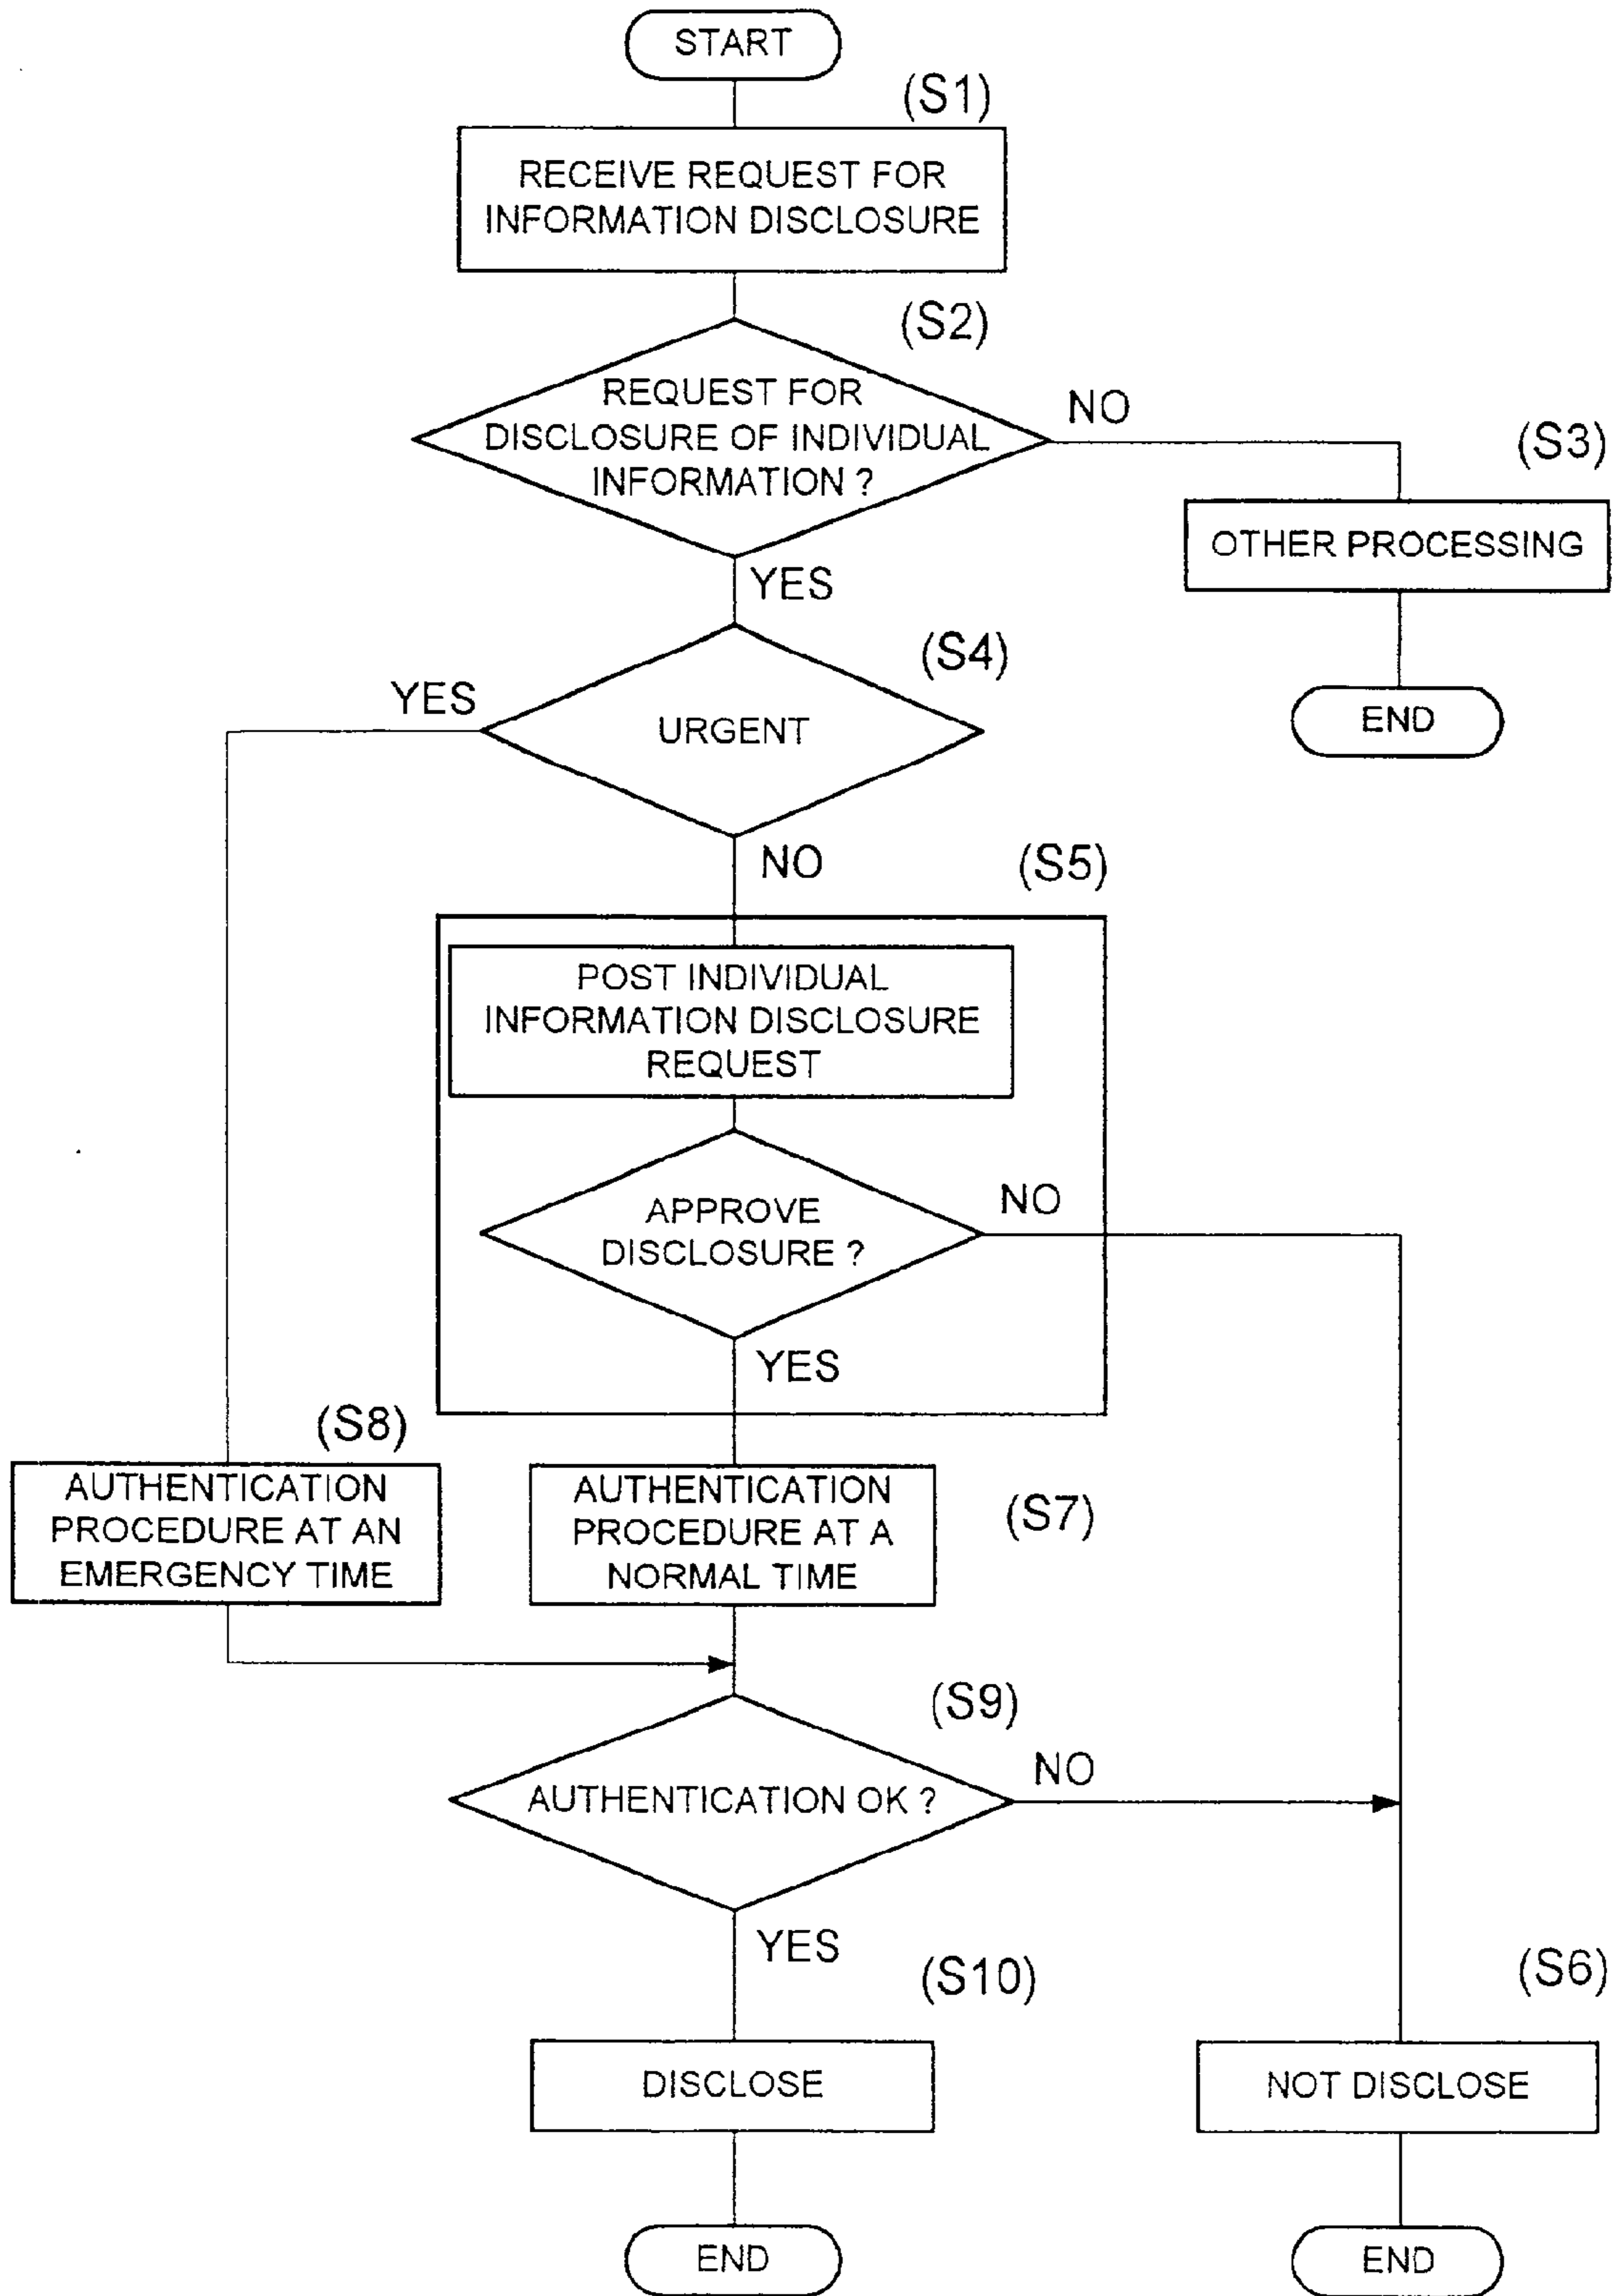 START
(S1)
RECEIVE REQUEST FOR
INFORMATION DISCLOSURE
(S2)
REQUEST FOR
DISCLOSURE OF INDIVIDUAL
INFORMATION ?
NO
(S3)
OTHER PROCESSING
END
YES
(S4)
YES
URGENT
NO
(S5)
POST INDIVIDUAL
INFORMATION DISCLOSURE
REQUEST
APPROVE
DISCLOSURE ?
NO
YES
(S8)
AUTHENTICATION
PROCEDURE AT AN
EMERGENCY TIME
AUTHENTICATION
PROCEDURE AT A
NORMAL TIME
(S7)
(S9)
AUTHENTICATION OK ?
NO
YES
(S10)
DISCLOSE
END
(S6)
NOT DISCLOSE
END